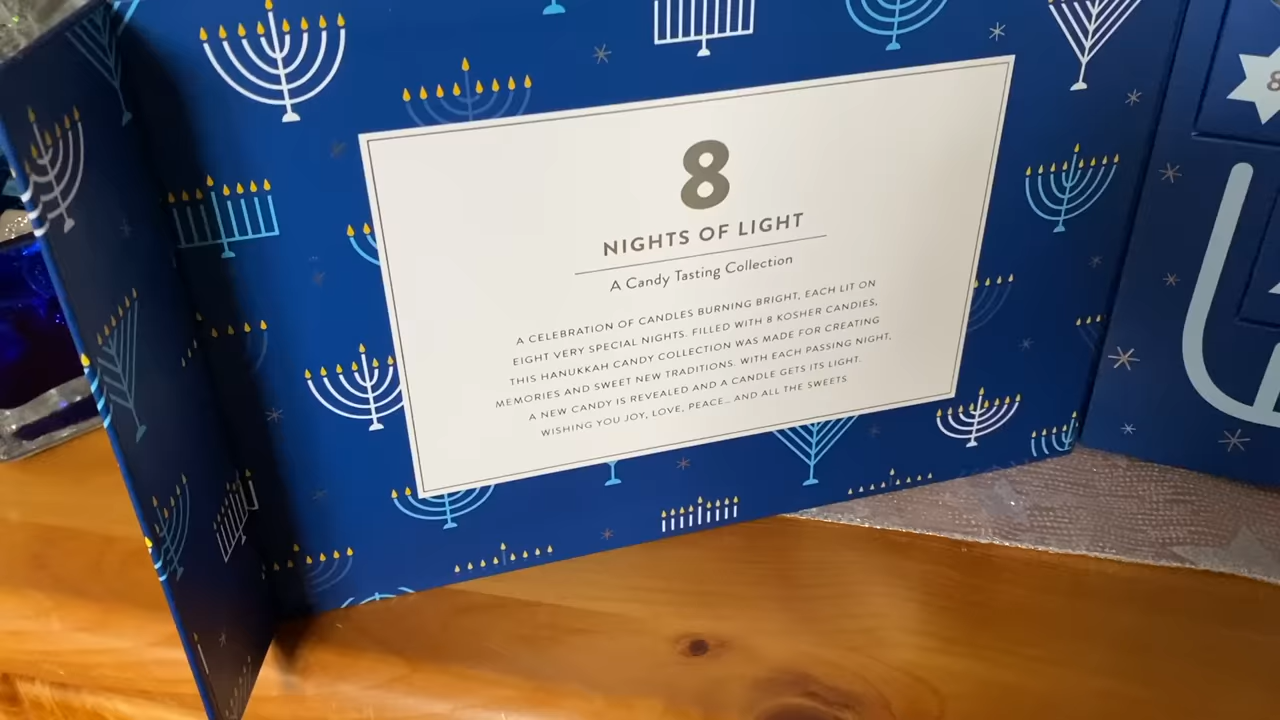 8
NIGHTS OF LIGHT
A Candy Tasting Collection
A CELEBRATION OF CANDLES BURNING BRIGHT, EACH LIT ON
EIGHT VERY SPECIAL NIGHTS. FILLED WITH 8 KOSHER CANDIES,
THIS HANUKKAH CANDY COLLECTION WAS MADE FOR CREATING
MEMORIES AND SWEET NEW TRADITIONS. WITH EACH PASSING NIGHT,
A NEW CANDY IS REVEALED AND A CANDLE GETS ITS LIGHT.
WISHING YOU JOY, LOVE, PEACE... AND ALL THE SWEETS.
8